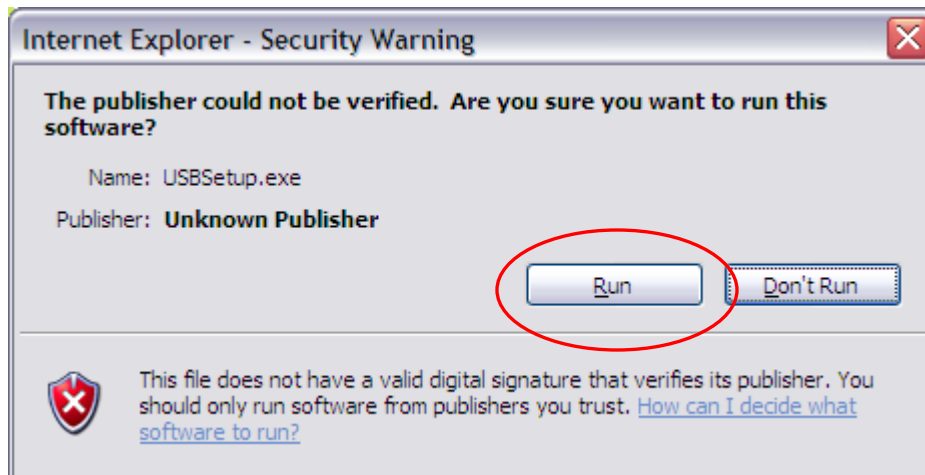 Internet Explorer - Security Warning
The publisher could not be verified.  Are you sure you want to run this
software?
Name: USBSetup.exe
Publisher: Unknown Publisher
Run Don't Run
This file does not have a valid digital signature that verifies its publisher. You
should only run software from publishers you trust. How can I decide what
software to run?